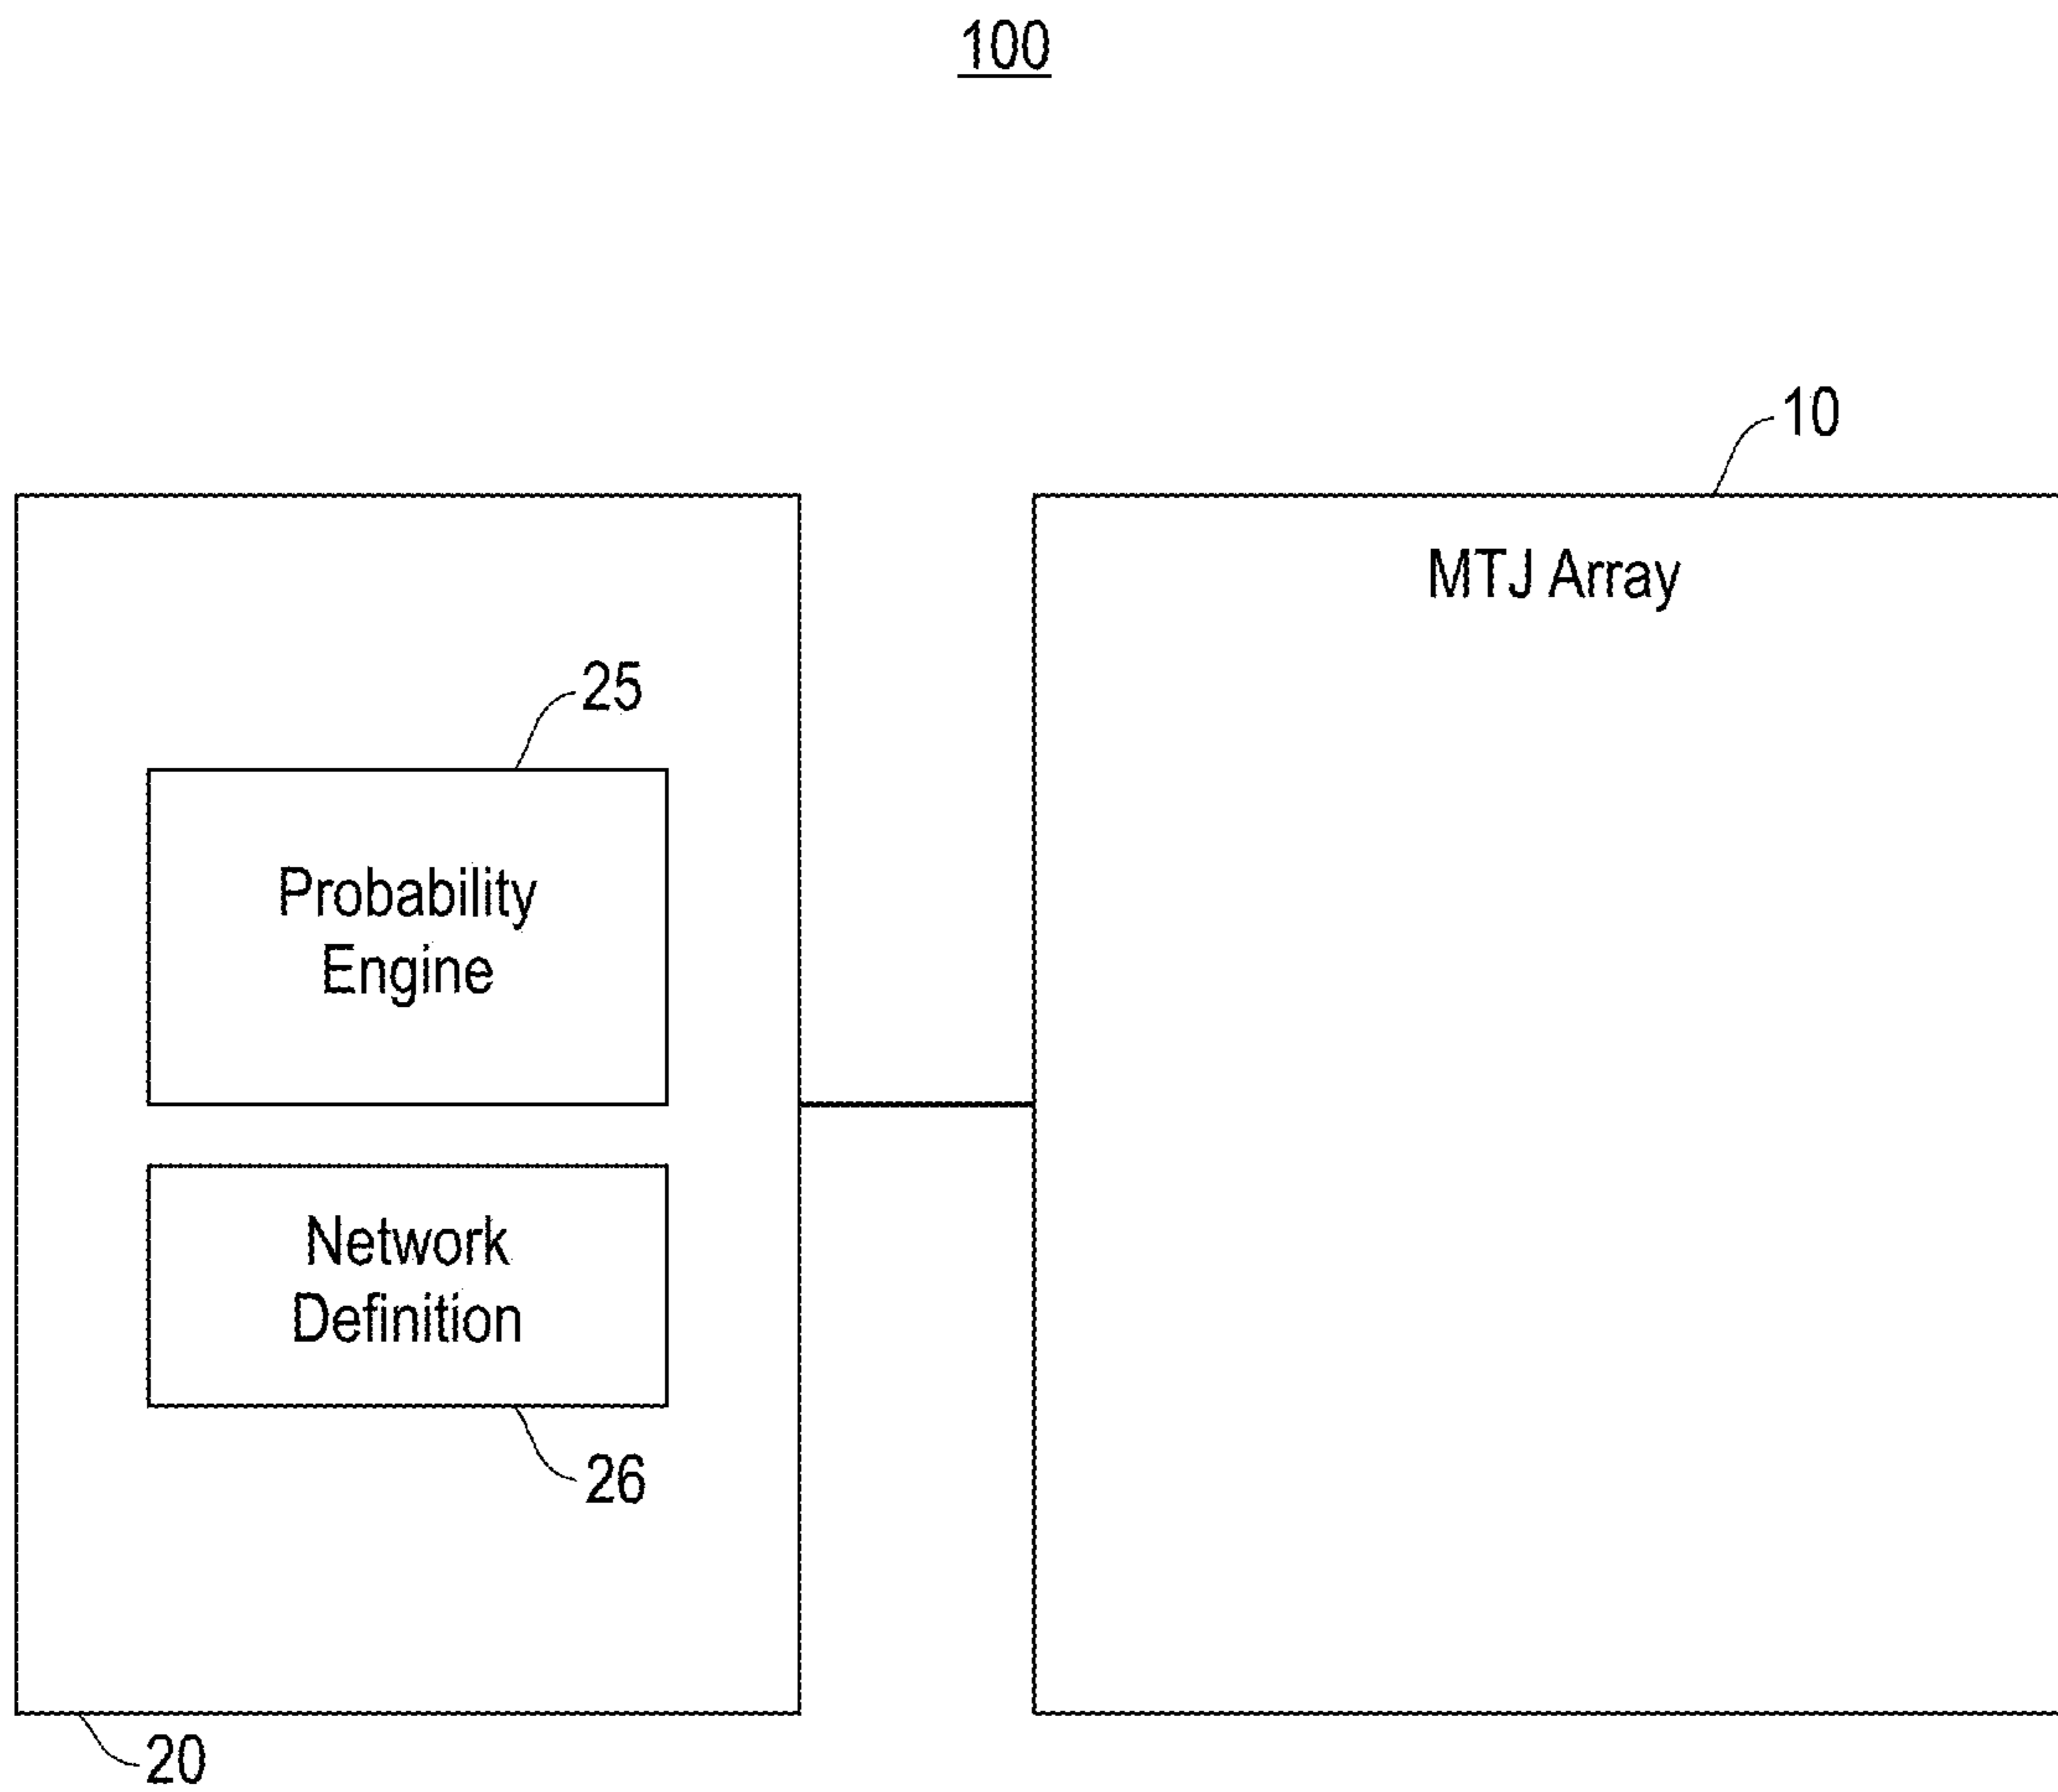 100
10
MTJ Array
25
Probability
Engine
Network
Definition
26
20